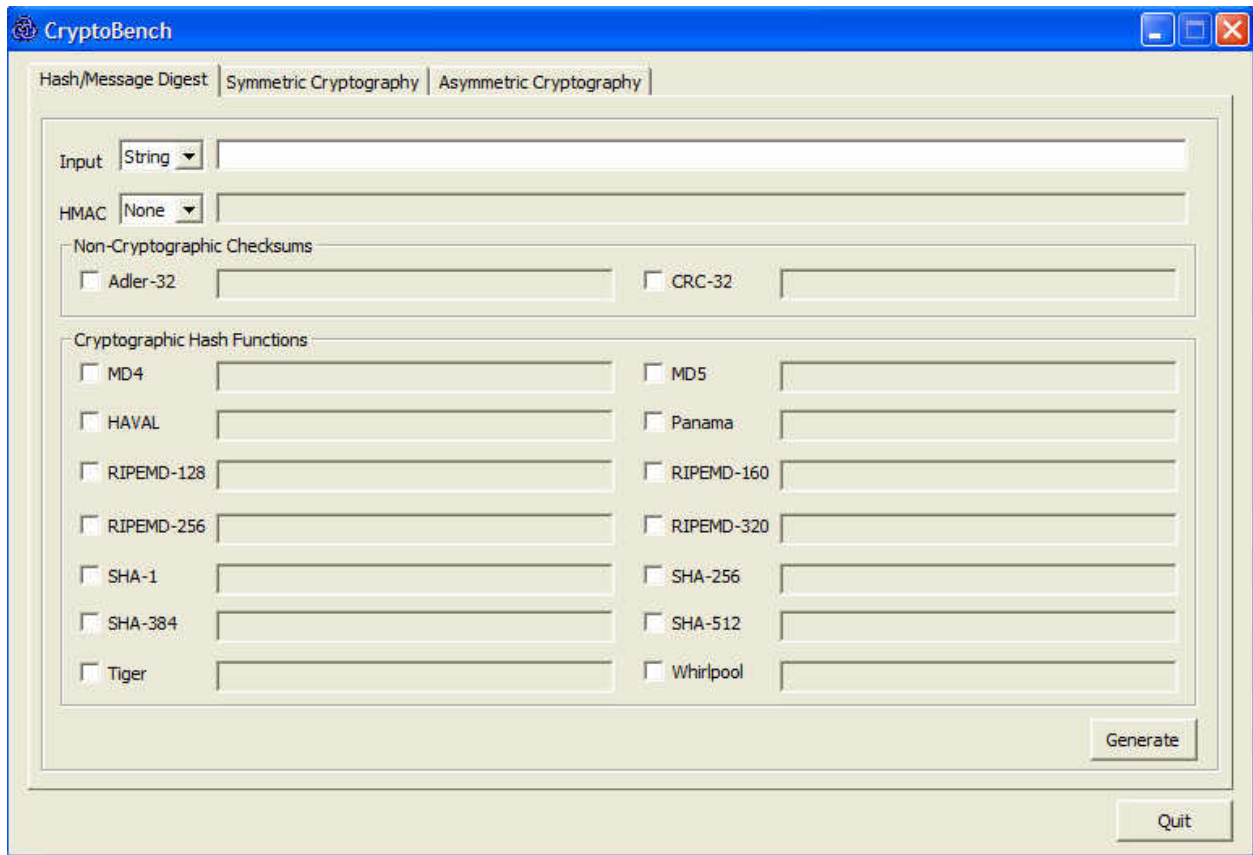 CryptoBench
Hash/Message Digest Symmetric Cryptography Asymmetric Cryptography
Input String
HMAC None
Non-Cryptographic Checksums
Adler-32 CRC-32
Cryptographic Hash Functions
MD4 MD5
HAVAL Panama
RIPEMD-128 RIPEMD-160
RIPEMD-256 RIPEMD-320
SHA-1 SHA-256
SHA-384 SHA-512
Tiger Whirlpool
Generate
Quit